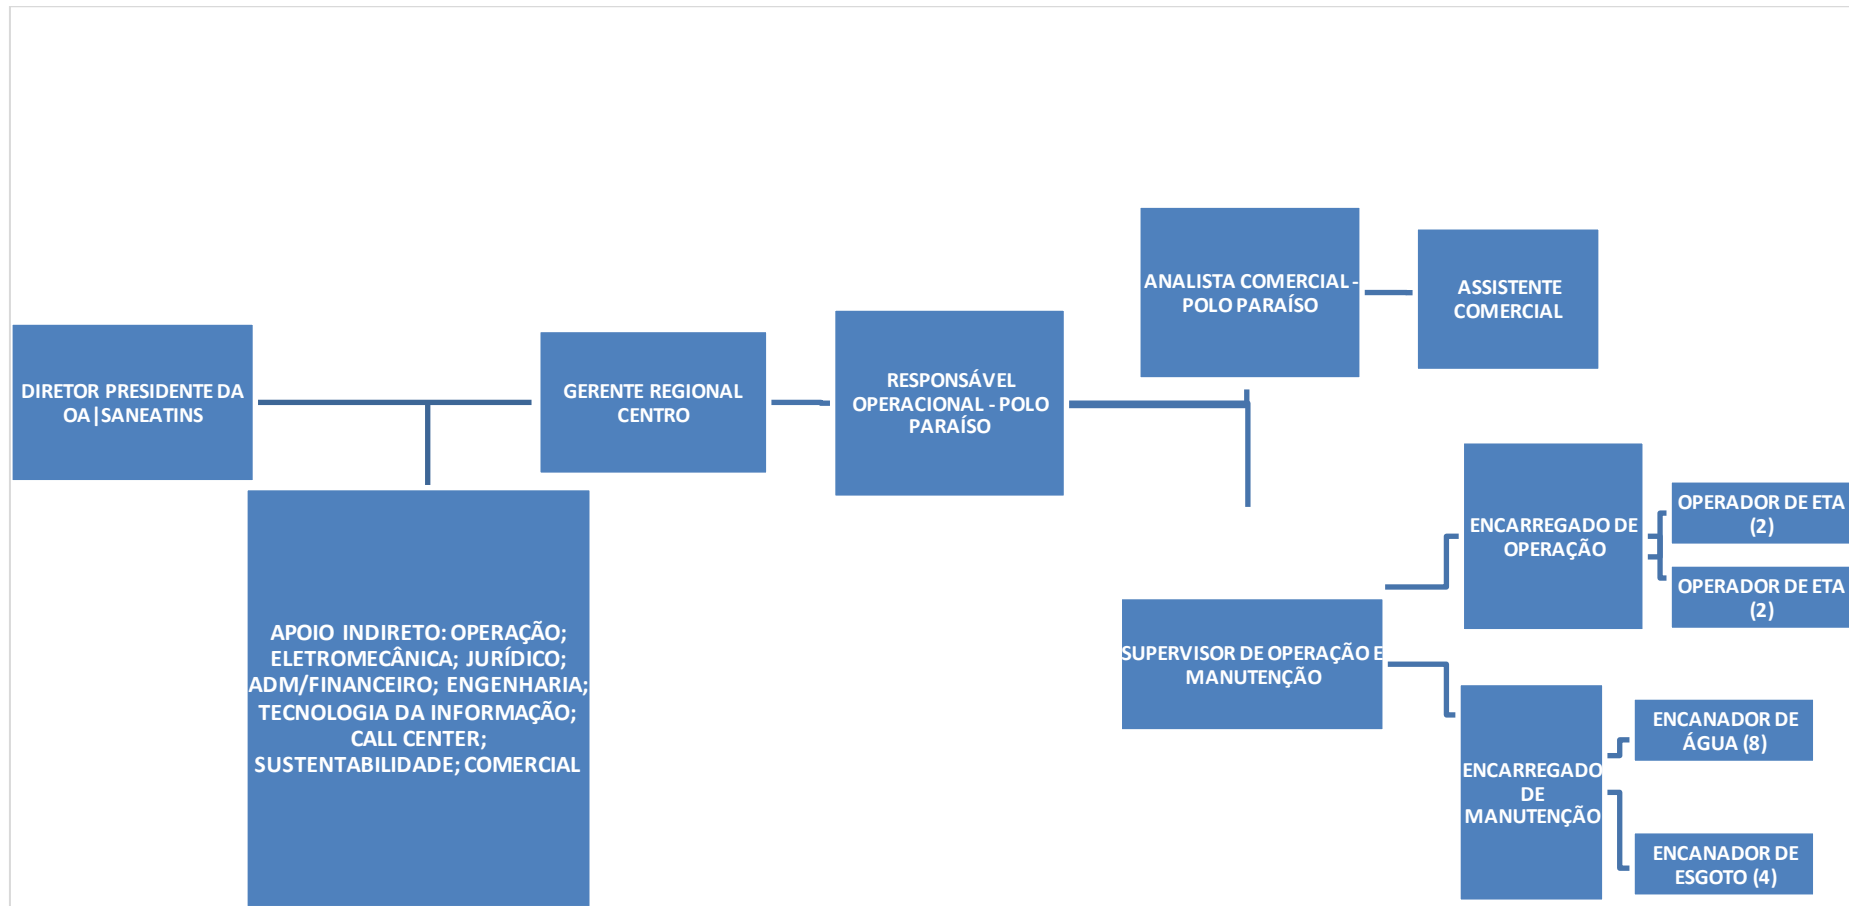 DIRETOR PRESIDENTE DA
OA|SANEATINS
APOIO INDIRETO: OPERAÇÃO;
ELETROMECÂNICA; JURÍDICO;
ADM/FINANCEIRO; ENGENHARIA;
TECNOLOGIA DA INFORMAÇÃO;
CALL CENTER;
SUSTENTABILIDADE; COMERCIAL
GERENTE REGIONAL
CENTRO
RESPONSÁVEL
OPERACIONAL - POLO
PARAÍSO
ANALISTA COMERCIAL -
POLO PARAÍSO
ASSISTENTE
COMERCIAL
SUPERVISOR DE OPERAÇÃO E
MANUTENÇÃO
ENCARREGADO DE
OPERAÇÃO
OPERADOR DE ETA
(2)
OPERADOR DE ETA
(2)
ENCARREGADO
DE
MANUTENÇÃO
ENCANADOR DE
ÁGUA (8)
ENCANADOR DE
ESGOTO (4)